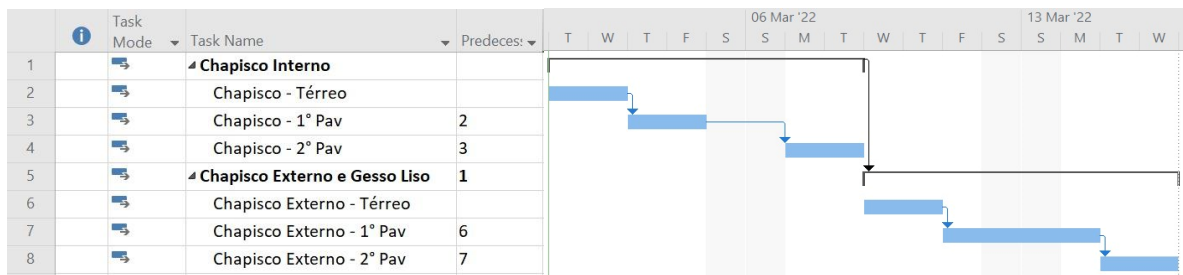 Task Mode Task Name Predeces: 06 Mar '22 13 Mar '22
T W T F S S M T W T F S S M T W
1 Chapisco Interno
2 Chapisco - Térreo
3 Chapisco - 1° Pav 2
4 Chapisco - 2° Pav 3
5 Chapisco Externo e Gesso Liso 1
6 Chapisco Externo - Térreo
7 Chapisco Externo - 1° Pav 6
8 Chapisco Externo - 2° Pav 7